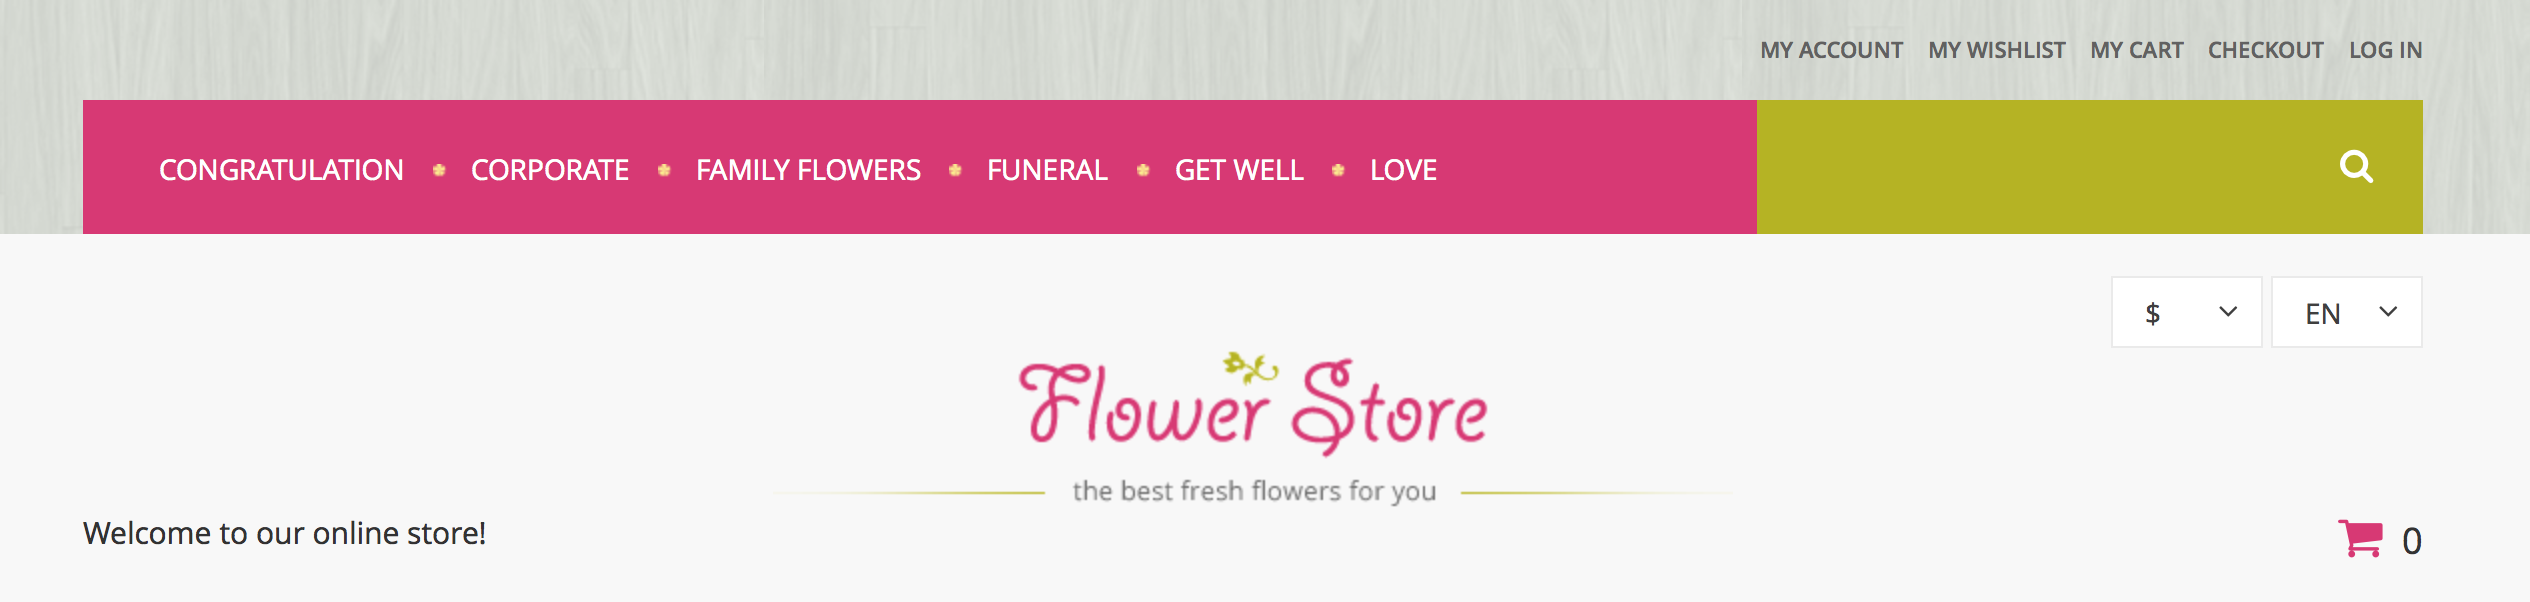 MY ACCOUNT MY WISHLIST MY CART CHECKOUT LOG IN
CONGRATULATION CORPORATE FAMILY FLOWERS FUNERAL GET WELL LOVE
$ EN
Flower Store
the best fresh flowers for you
Welcome to our online store!
0